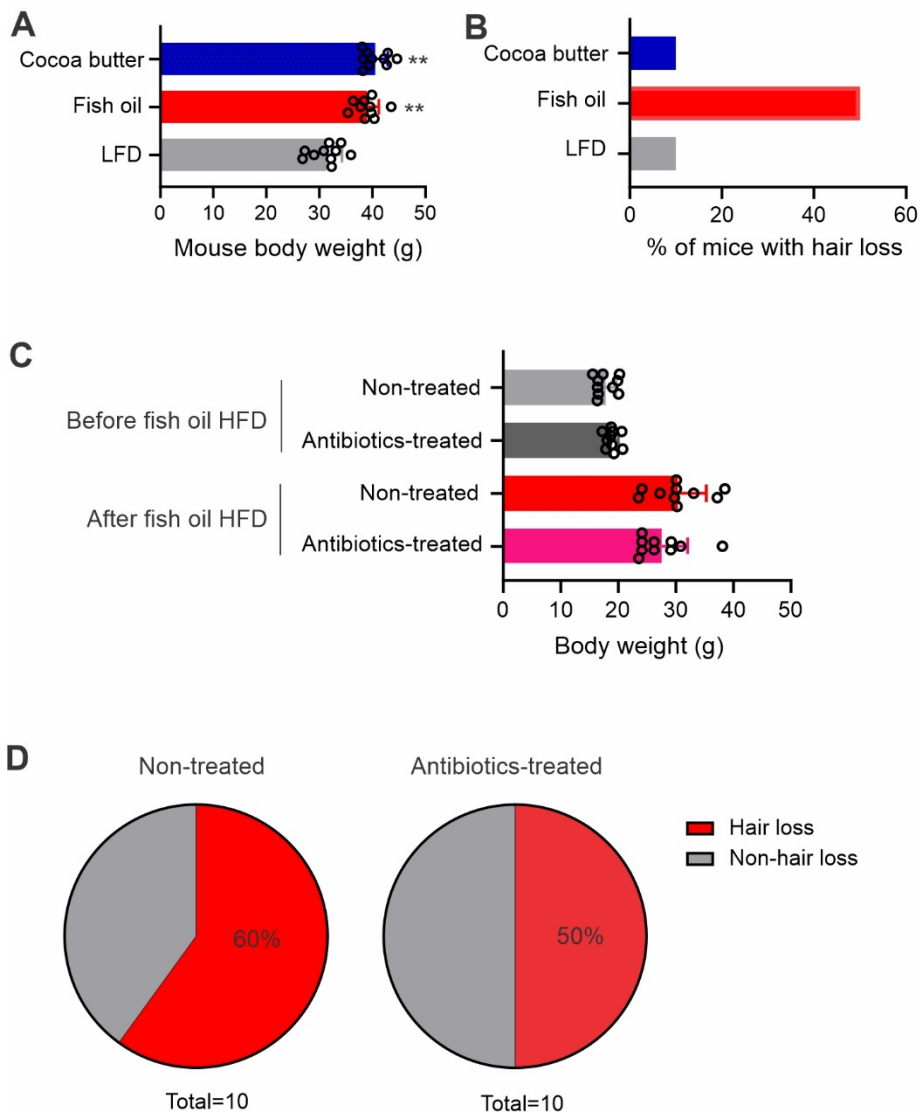 A
Cocoa butter
**
Fish oil
**
LFD
0 10 20 30 40 50
Mouse body weight (g)
B
Cocoa butter
Fish oil
LFD
0 20 40 60
% of mice with hair loss
C
Before fish oil HFD
Non-treated
Antibiotics-treated
After fish oil HFD
Non-treated
Antibiotics-treated
0 10 20 30 40 50
Body weight (g)
D
Non-treated
60%
Total=10
Antibiotics-treated
50%
Total=10
Hair loss
Non-hair loss